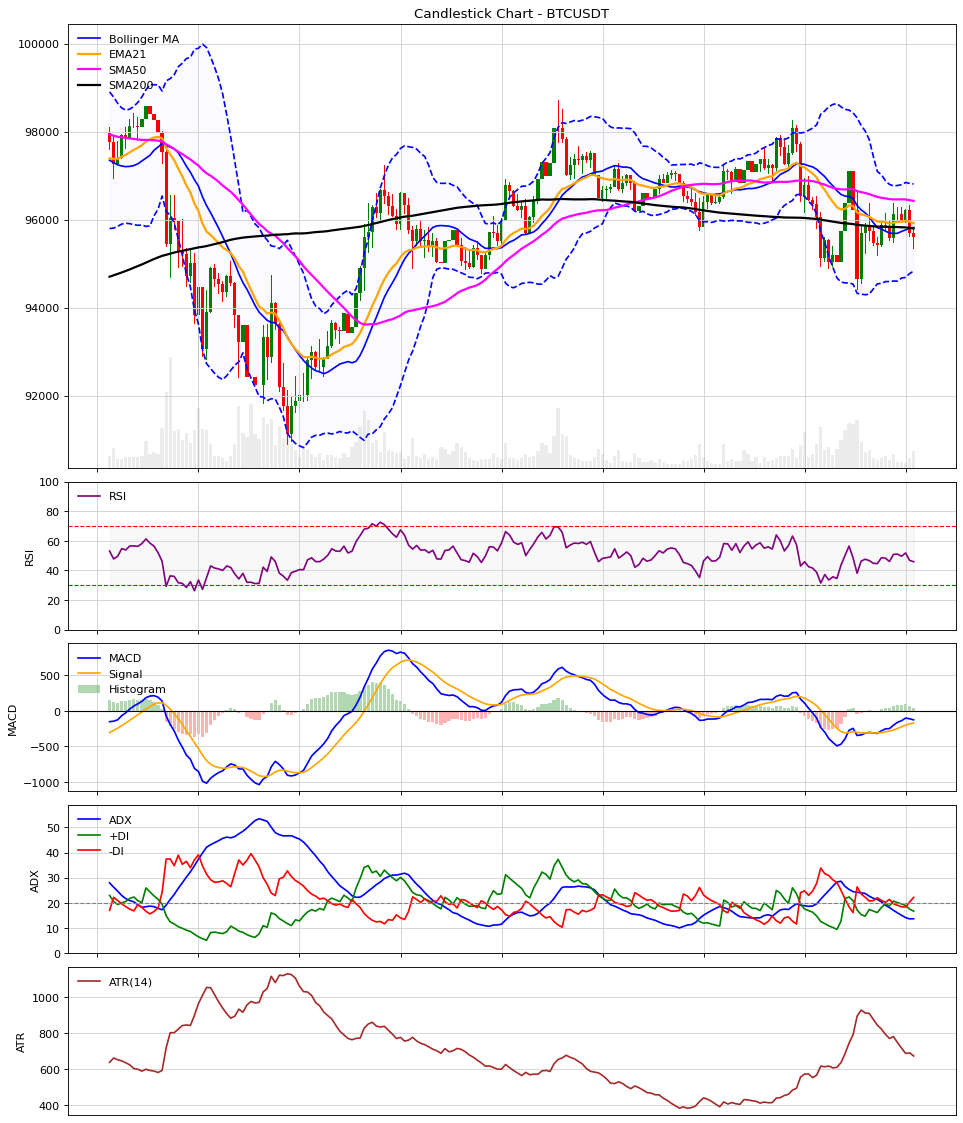 Candlestick Chart - BTCUSDT
100000
98000
96000
94000
92000
Bollinger MA
EMA21
SMA50
SMA200
100
80
60
40
20
0
RSI
RSI
500
0
−500
−1000
MACD
MACD
Signal
Histogram
50
40
30
20
10
0
ADX
ADX
+DI
-DI
1000
800
600
400
ATR
ATR(14)